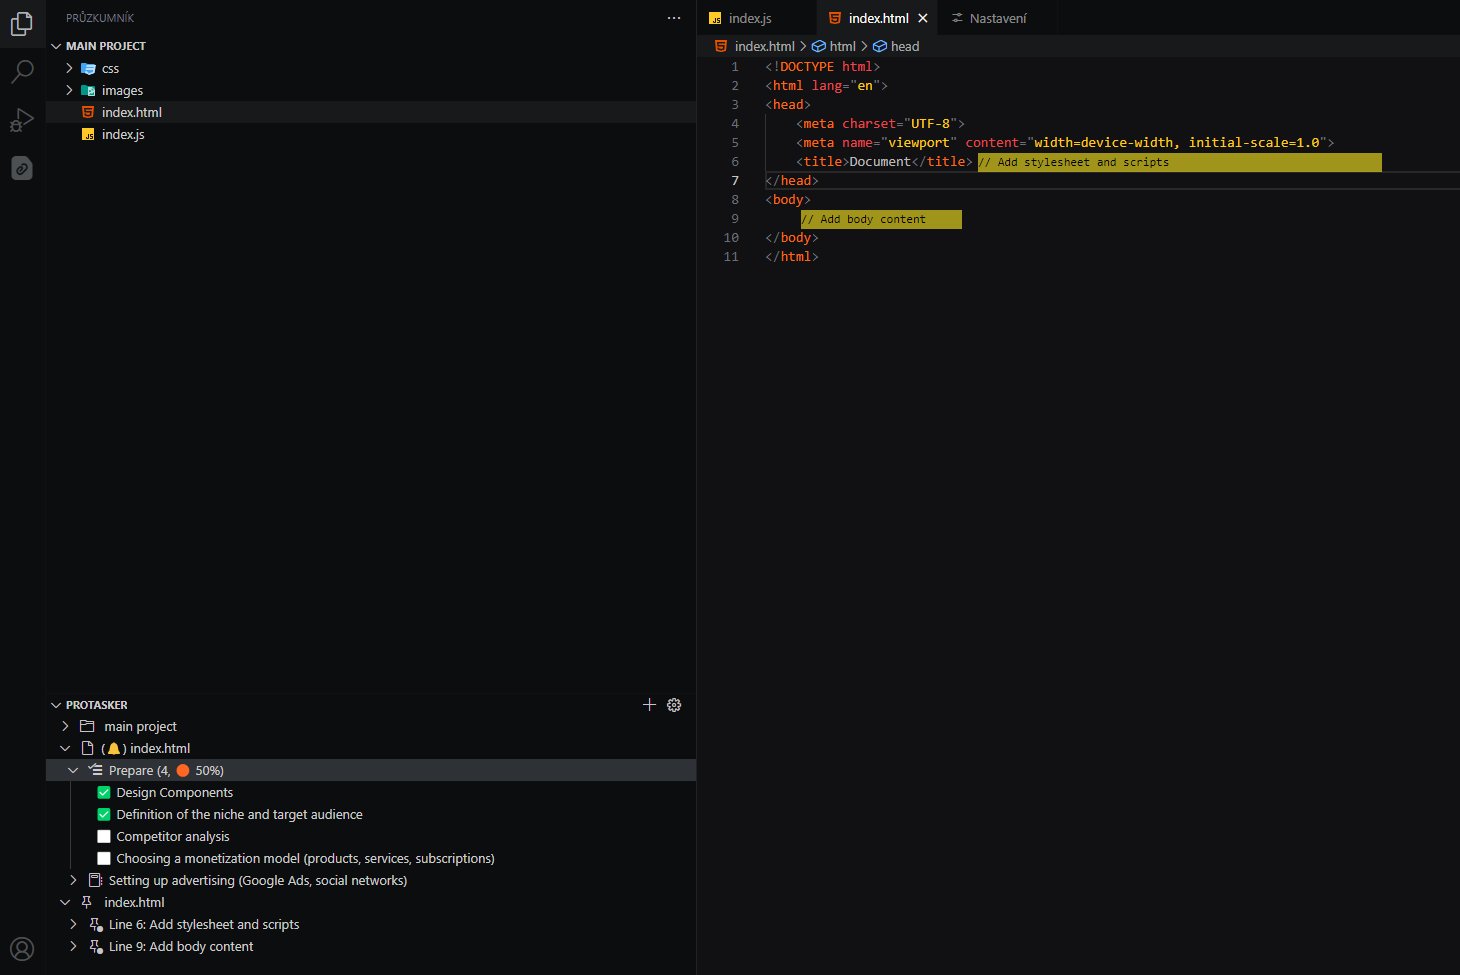 PRŮZKUMNÍK
MAIN PROJECT
css
images
index.html
index.js
PROTASKER
main project
(🔔) index.html
Prepare (4, 🟠 50%)
Design Components
Definition of the niche and target audience
Competitor analysis
Choosing a monetization model (products, services, subscriptions)
Setting up advertising (Google Ads, social networks)
index.html
Line 6: Add stylesheet and scripts
Line 9: Add body content
JS index.js
index.html
Nastavení
index.html > html > head
1 <!DOCTYPE html>
2 <html lang="en">
3 <head>
4 <meta charset="UTF-8">
5 <meta name="viewport" content="width=device-width, initial-scale=1.0">
6 <title>Document</title> // Add stylesheet and scripts
7 </head>
8 <body>
9 // Add body content
10 </body>
11 </html>